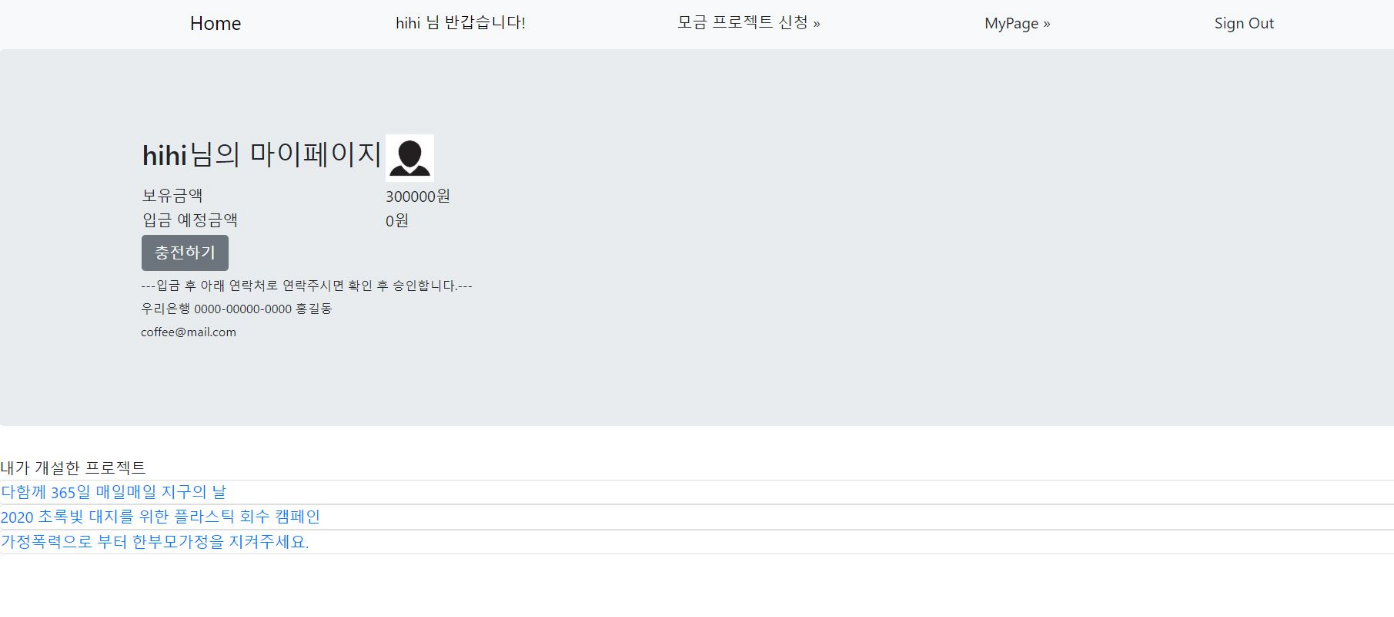 Home hihi 님 반갑습니다! 모금 프로젝트 신청 » MyPage » Sign Out
hihi님의 마이페이지
보유금액 300000원
입금 예정금액 0원
충전하기
---입금 후 아래 연락처로 연락주시면 확인 후 승인합니다.---
우리은행 0000-00000-0000 홍길동
coffee@mail.com
내가 개설한 프로젝트
다함께 365일 매일매일 지구의 날
2020 초록빛 대지를 위한 플라스틱 회수 캠페인
가정폭력으로 부터 한부모가정을 지켜주세요.